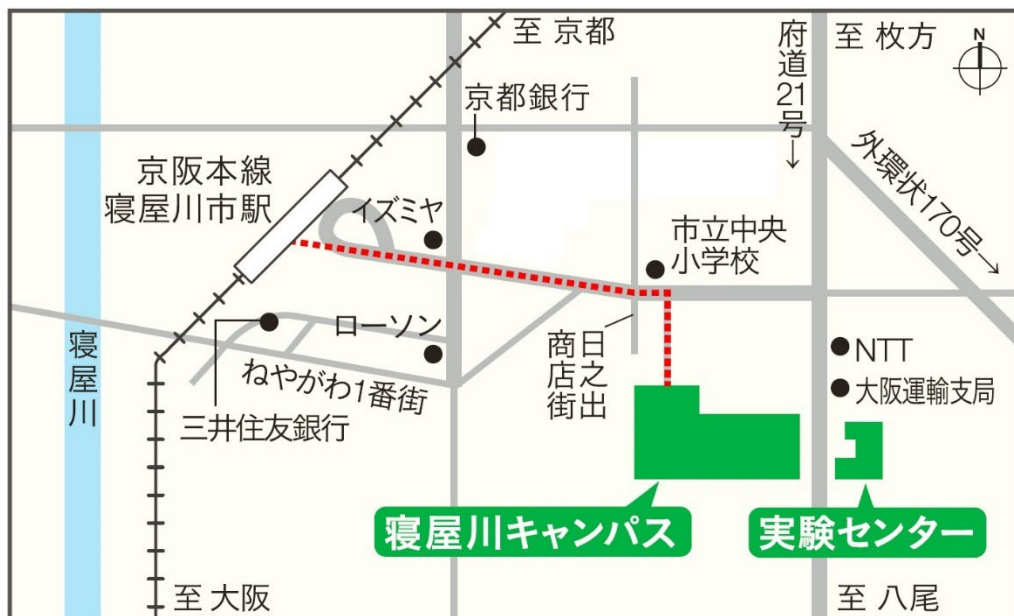 至 京都
府道21号
至 枚方
N
京都銀行
外環状170号
京阪本線
寝屋川市駅
イズミヤ
市立中央
小学校
寝屋川
ローソン
ねやがわ1番街
三井住友銀行
日之出
商店街
NTT
大阪運輸支局
寝屋川キャンパス
実験センター
至 大阪
至 八尾